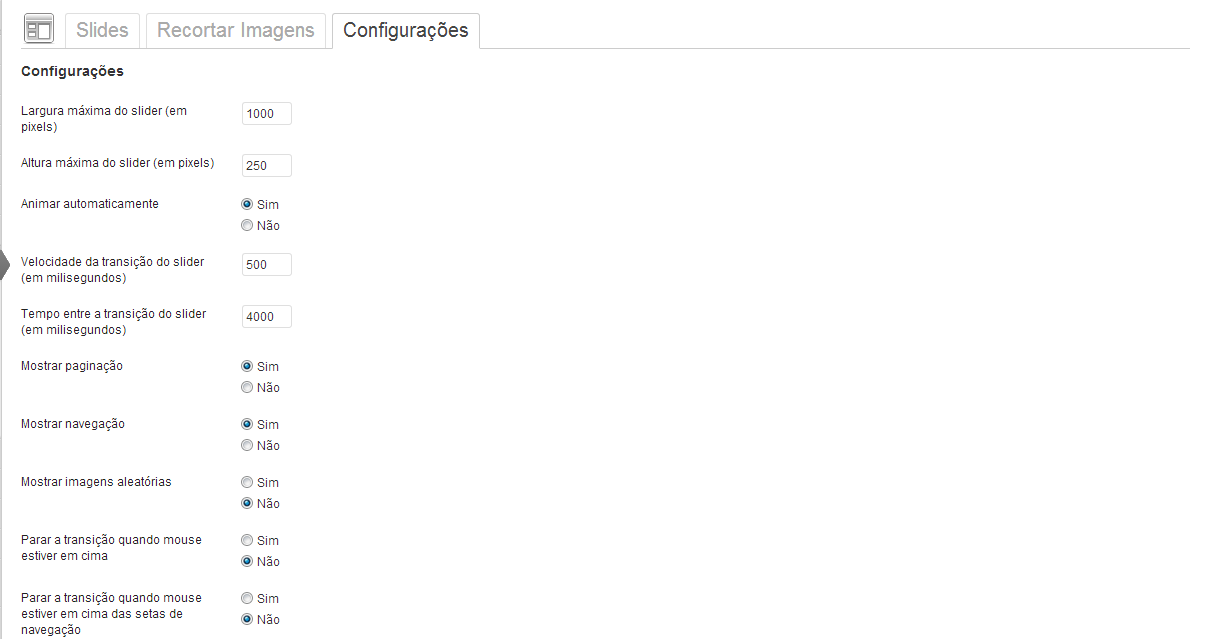 Slides
Recortar Imagens
Configurações
Configurações
Largura máxima do slider (em
pixels)
1000
Altura máxima do slider (em pixels)
250
Animar automaticamente
Sim
Não
Velocidade da transição do slider
(em milisegundos)
500
Tempo entre a transição do slider
(em milisegundos)
4000
Mostrar paginação
Sim
Não
Mostrar navegação
Sim
Não
Mostrar imagens aleatórias
Sim
Não
Parar a transição quando mouse
estiver em cima
Sim
Não
Parar a transição quando mouse
estiver em cima das setas de
navegação
Sim
Não